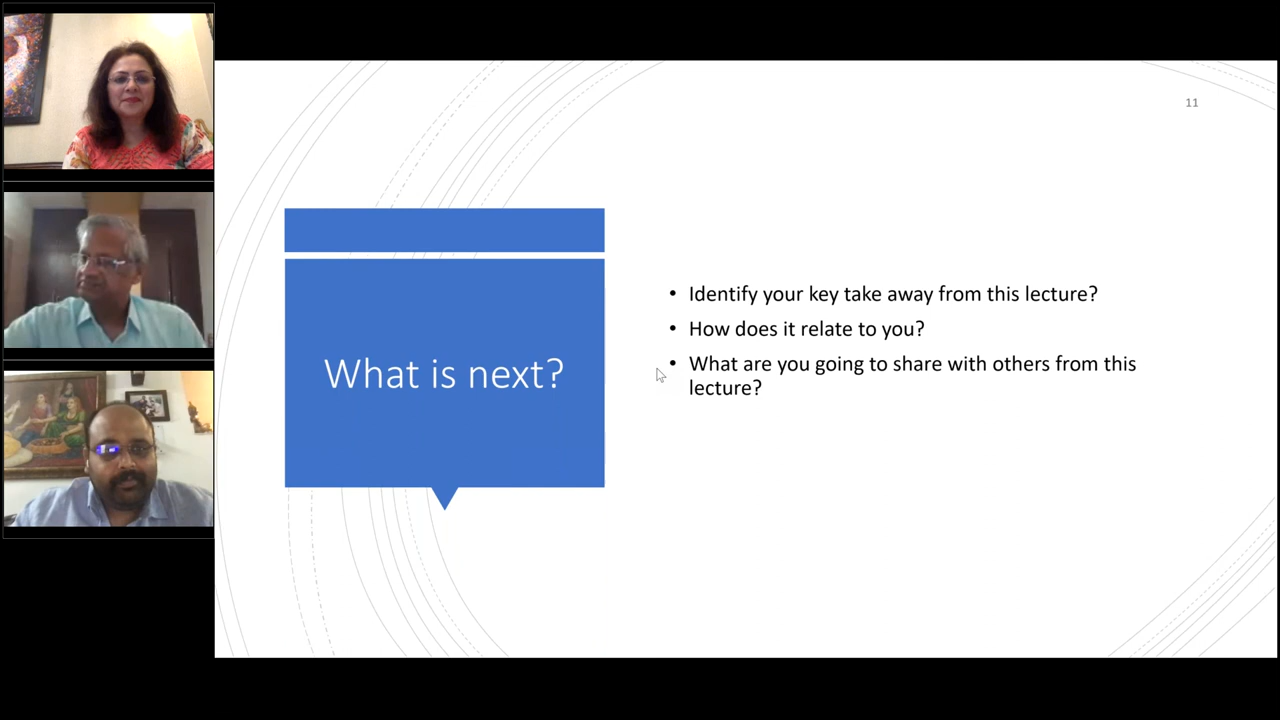 11
What is next?
• Identify your key take away from this lecture?
• How does it relate to you?
• What are you going to share with others from this
lecture?